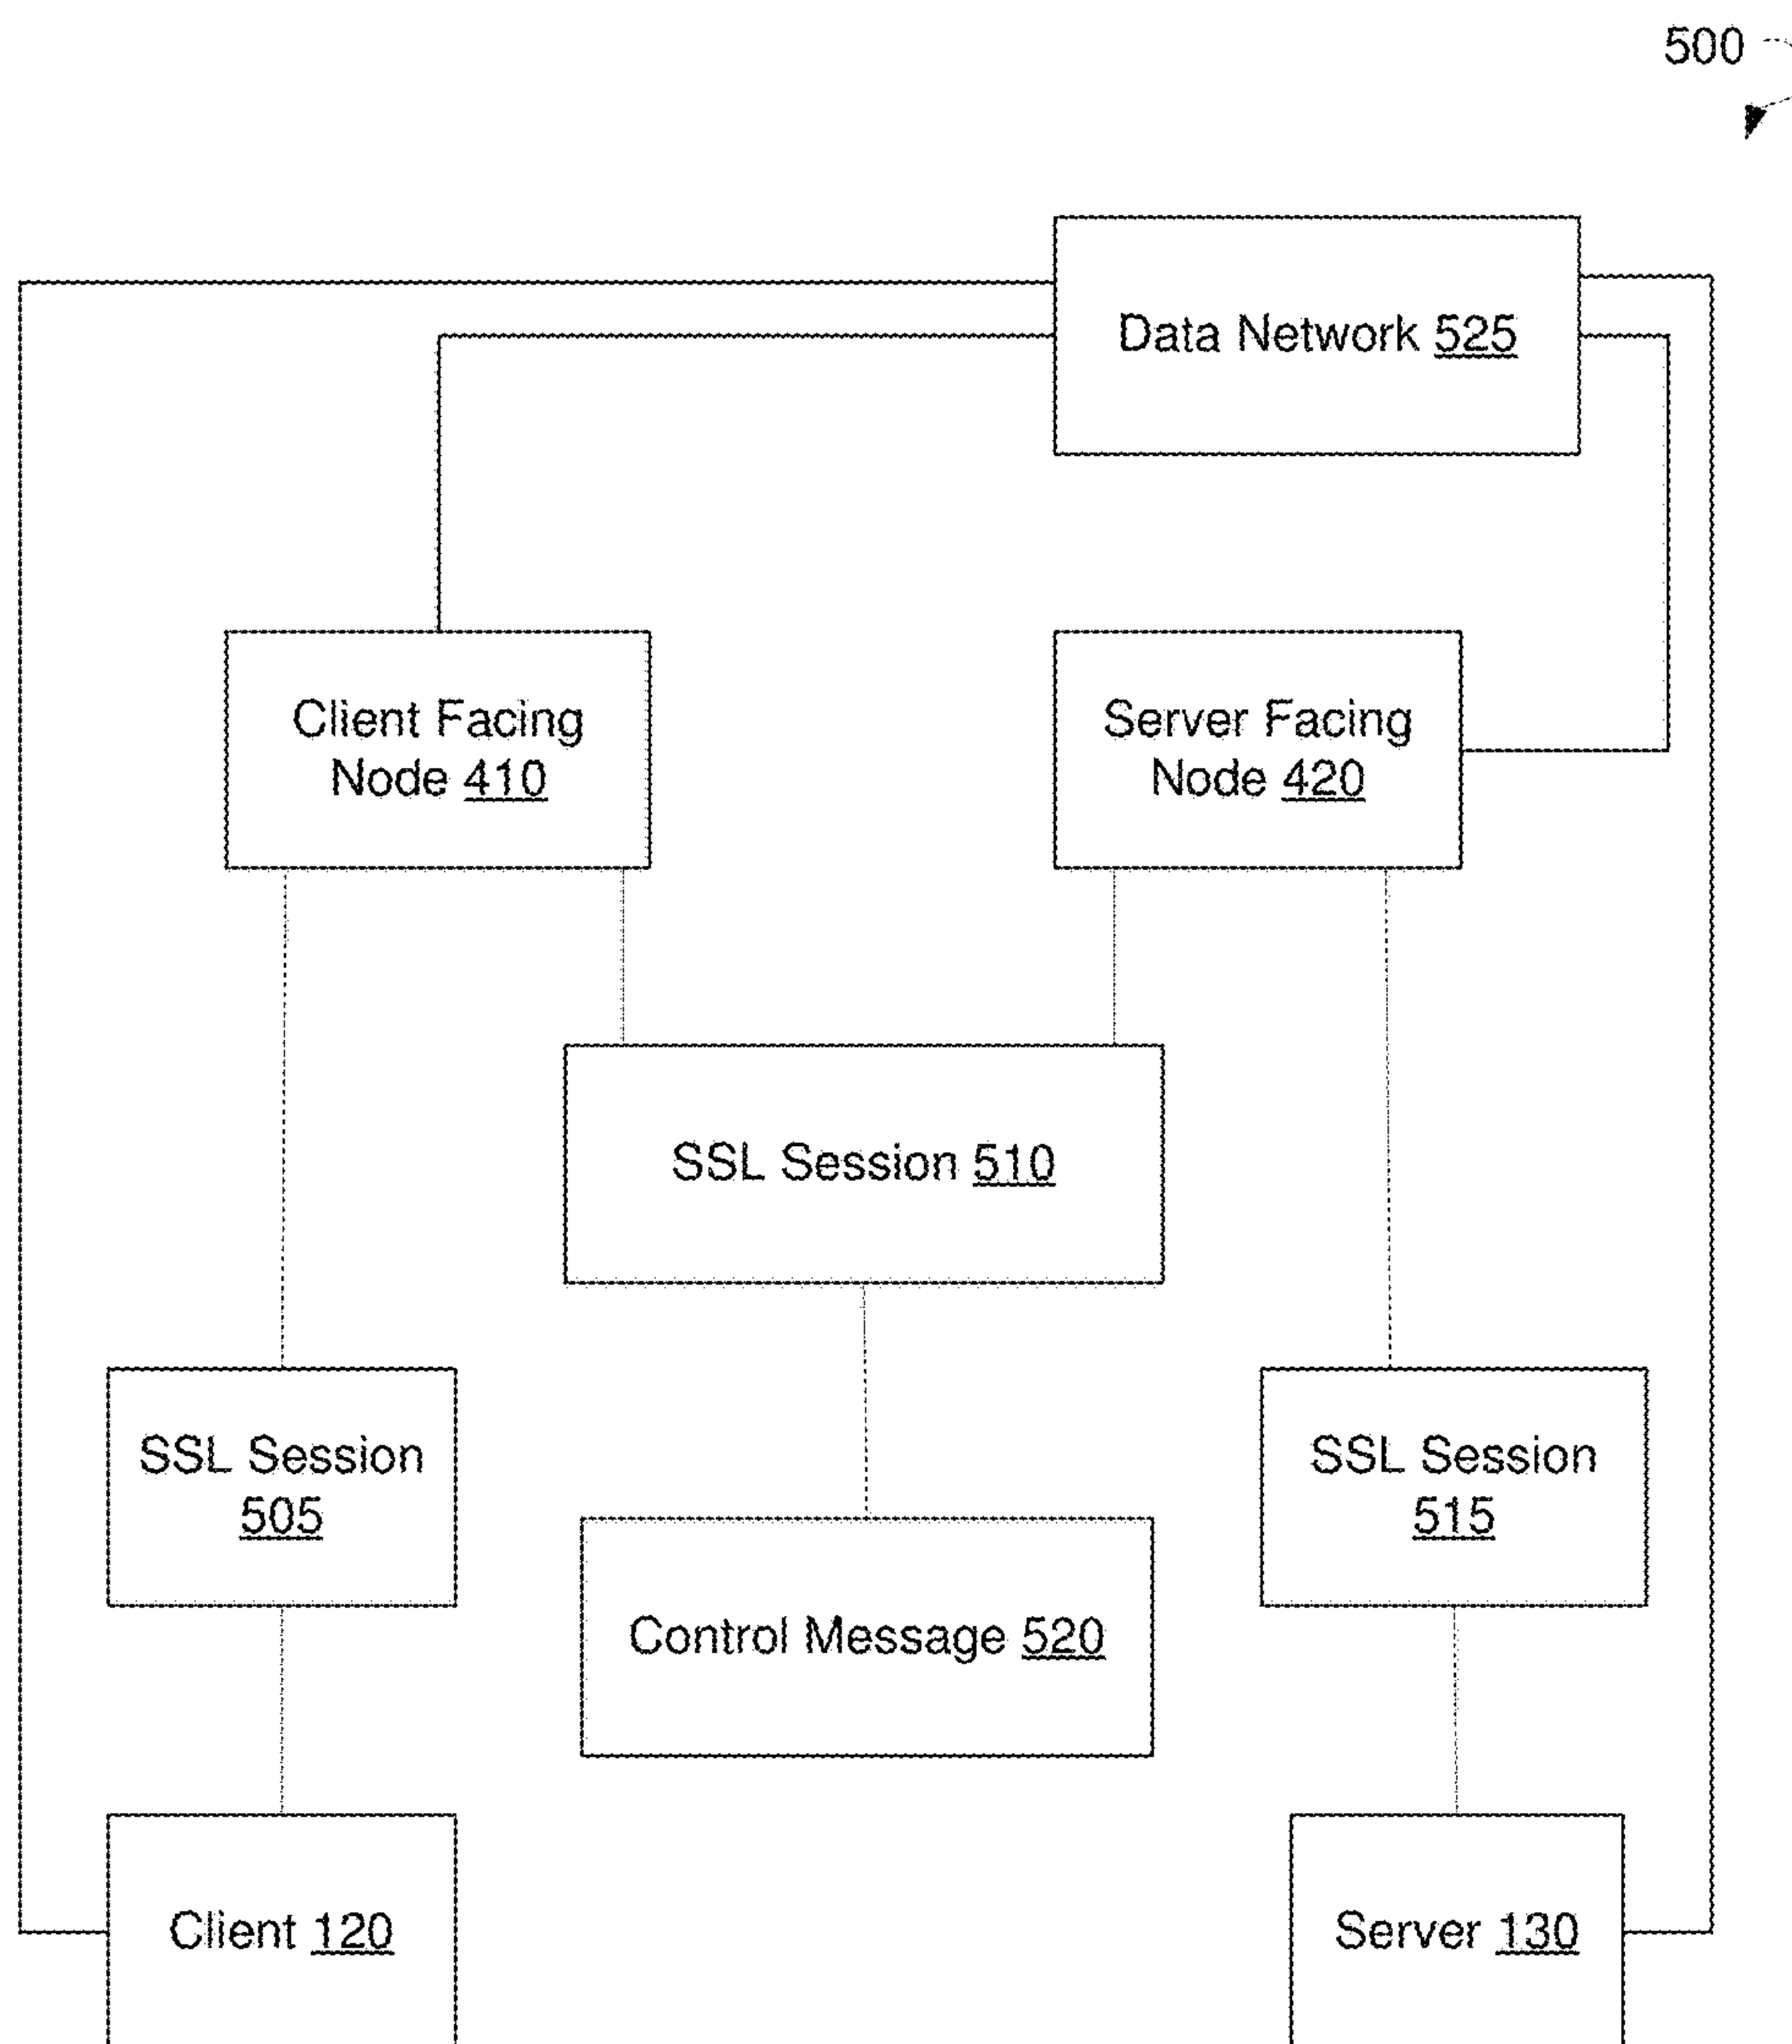 500
Data Network 525
Client Facing
Node 410
Server Facing
Node 420
SSL Session 510
SSL Session
505
SSL Session
515
Control Message 520
Client 120
Server 130